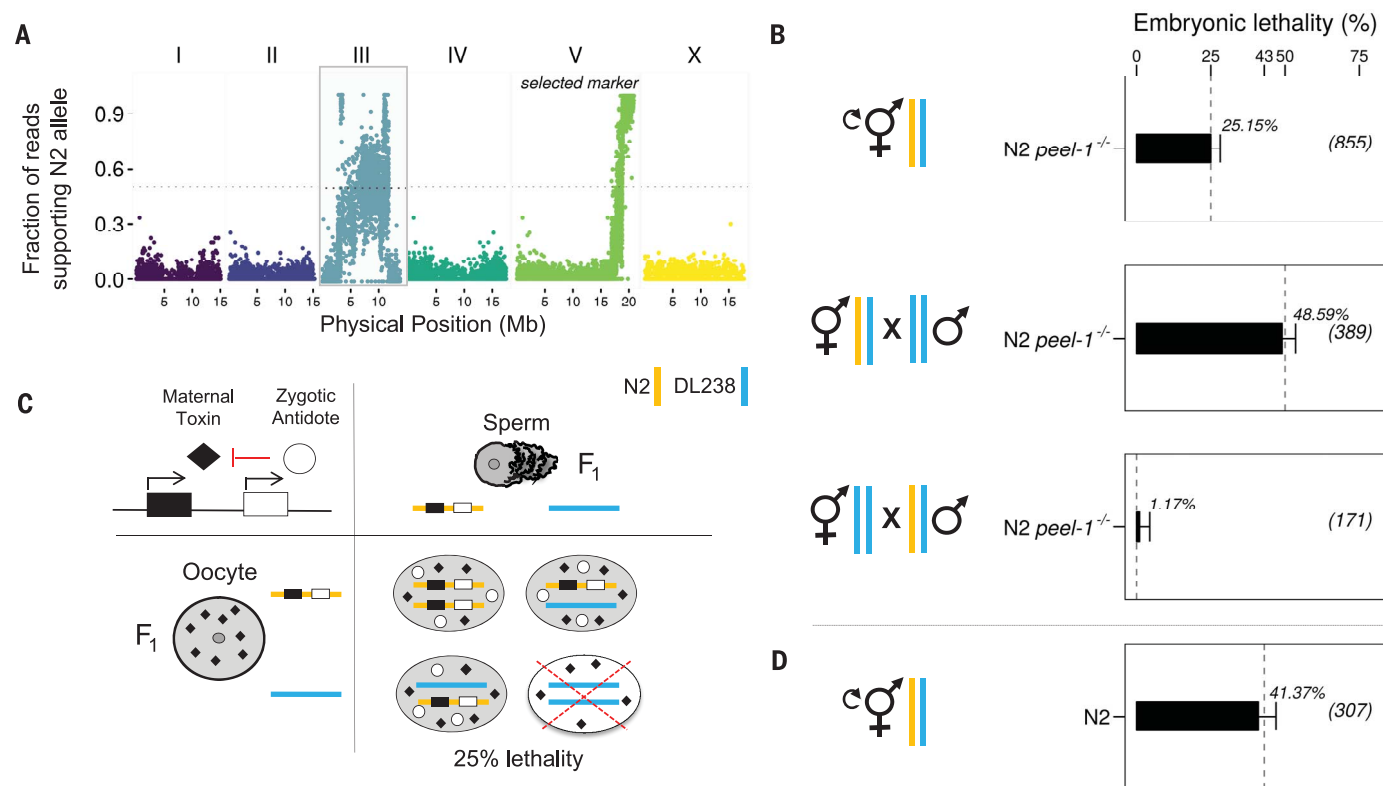 A
I II III IV V X
selected marker
Fraction of reads
supporting N2 allele
0.9
0.6
0.3
0.0
5 10 15 5 10 15 5 10 5 10 15 5 10 15 20 5 10 15
Physical Position (Mb)
B
Embryonic lethality (%)
0 25 43 50 75
N2 peel-1-/- 25.15% (855)
X N2 peel-1-/- 48.59% (389)
X N2 peel-1-/- 1.17% (171)
N2 DL238
C
Maternal
Toxin
Zygotic
Antidote
Sperm
F1
Oocyte
F1
25% lethality
D
N2 41.37% (307)